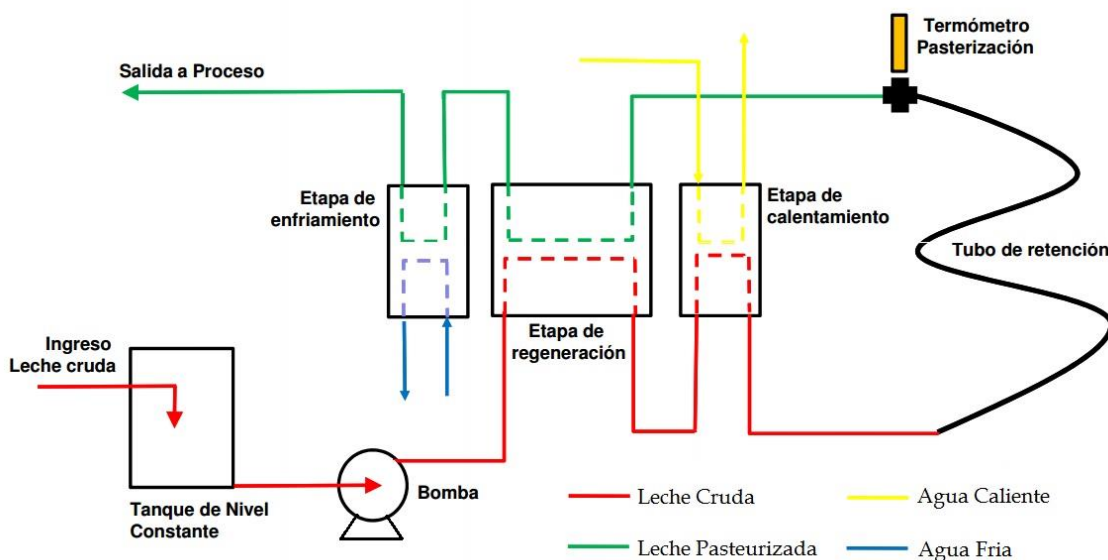 Termómetro
Pasterización
Salida a Proceso
Etapa de
enfriamiento
Etapa de
calentamiento
Tubo de retención
Etapa de
regeneración
Ingreso
Leche cruda
Bomba
Tanque de Nivel
Constante
Leche Cruda
Agua Caliente
Leche Pasteurizada
Agua Fria